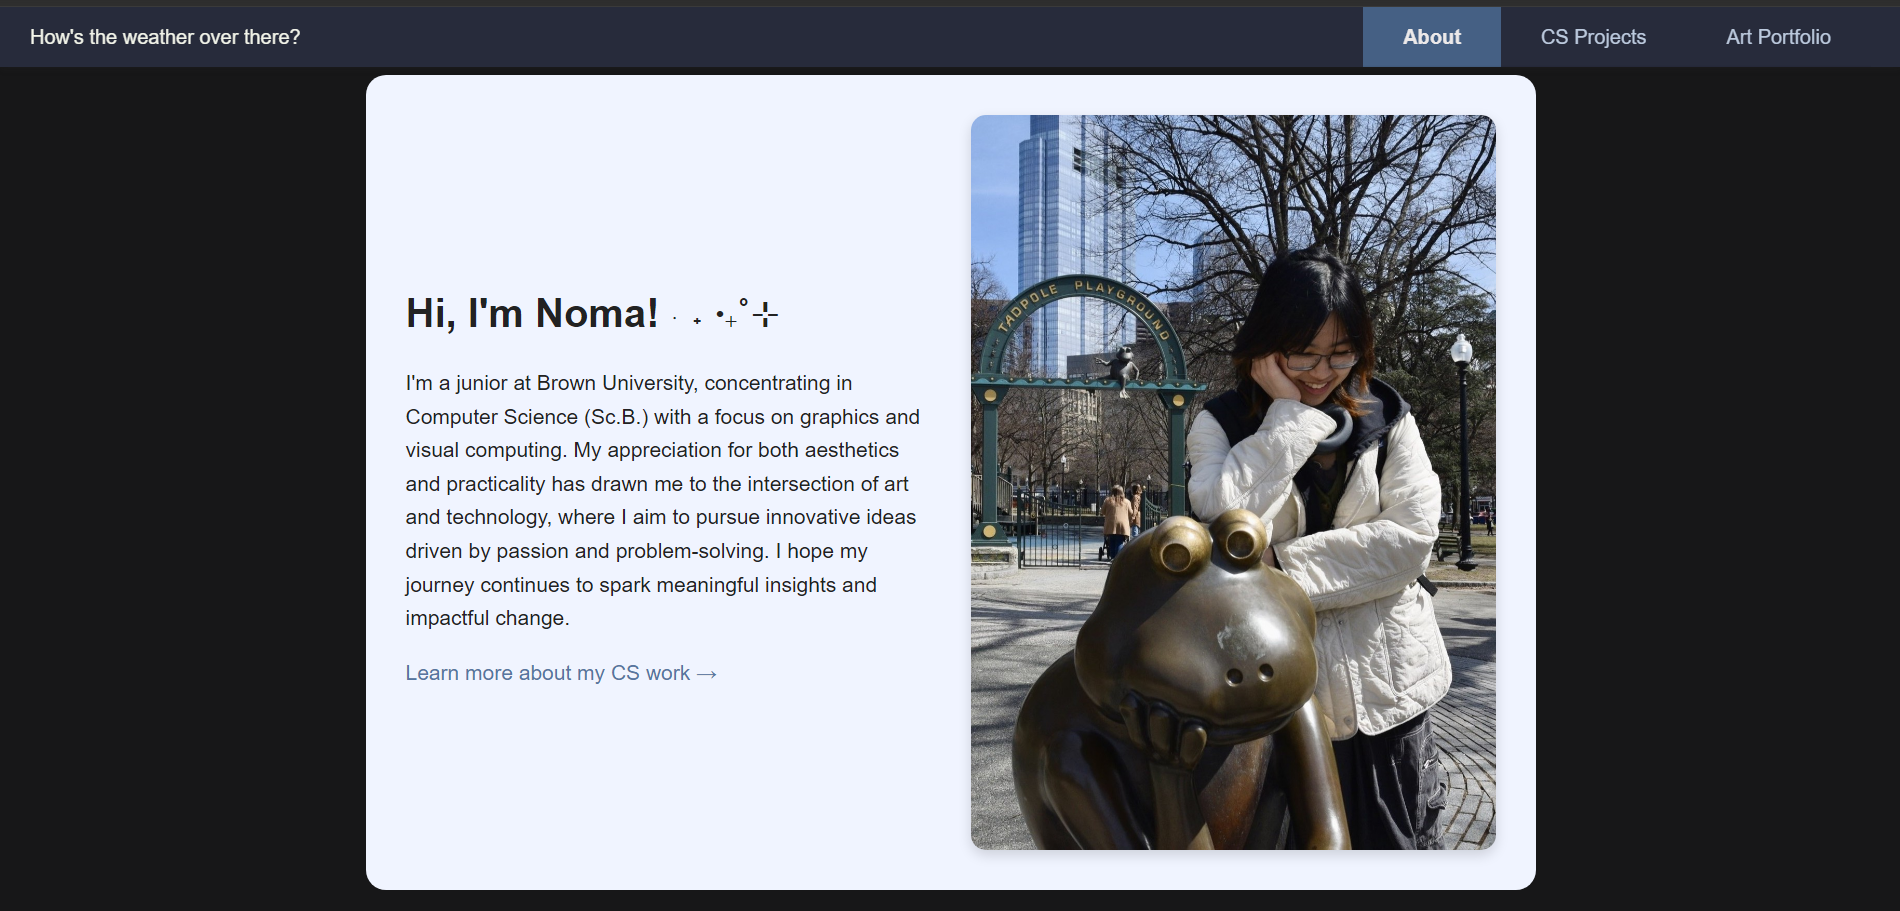 How's the weather over there?
About
CS Projects
Art Portfolio
Hi, I'm Noma! ‧ ₊ •₊˚⊹
I'm a junior at Brown University, concentrating in
Computer Science (Sc.B.) with a focus on graphics and
visual computing. My appreciation for both aesthetics
and practicality has drawn me to the intersection of art
and technology, where I aim to pursue innovative ideas
driven by passion and problem-solving. I hope my
journey continues to spark meaningful insights and
impactful change.
Learn more about my CS work →
TADPOLE PLAYGROUND